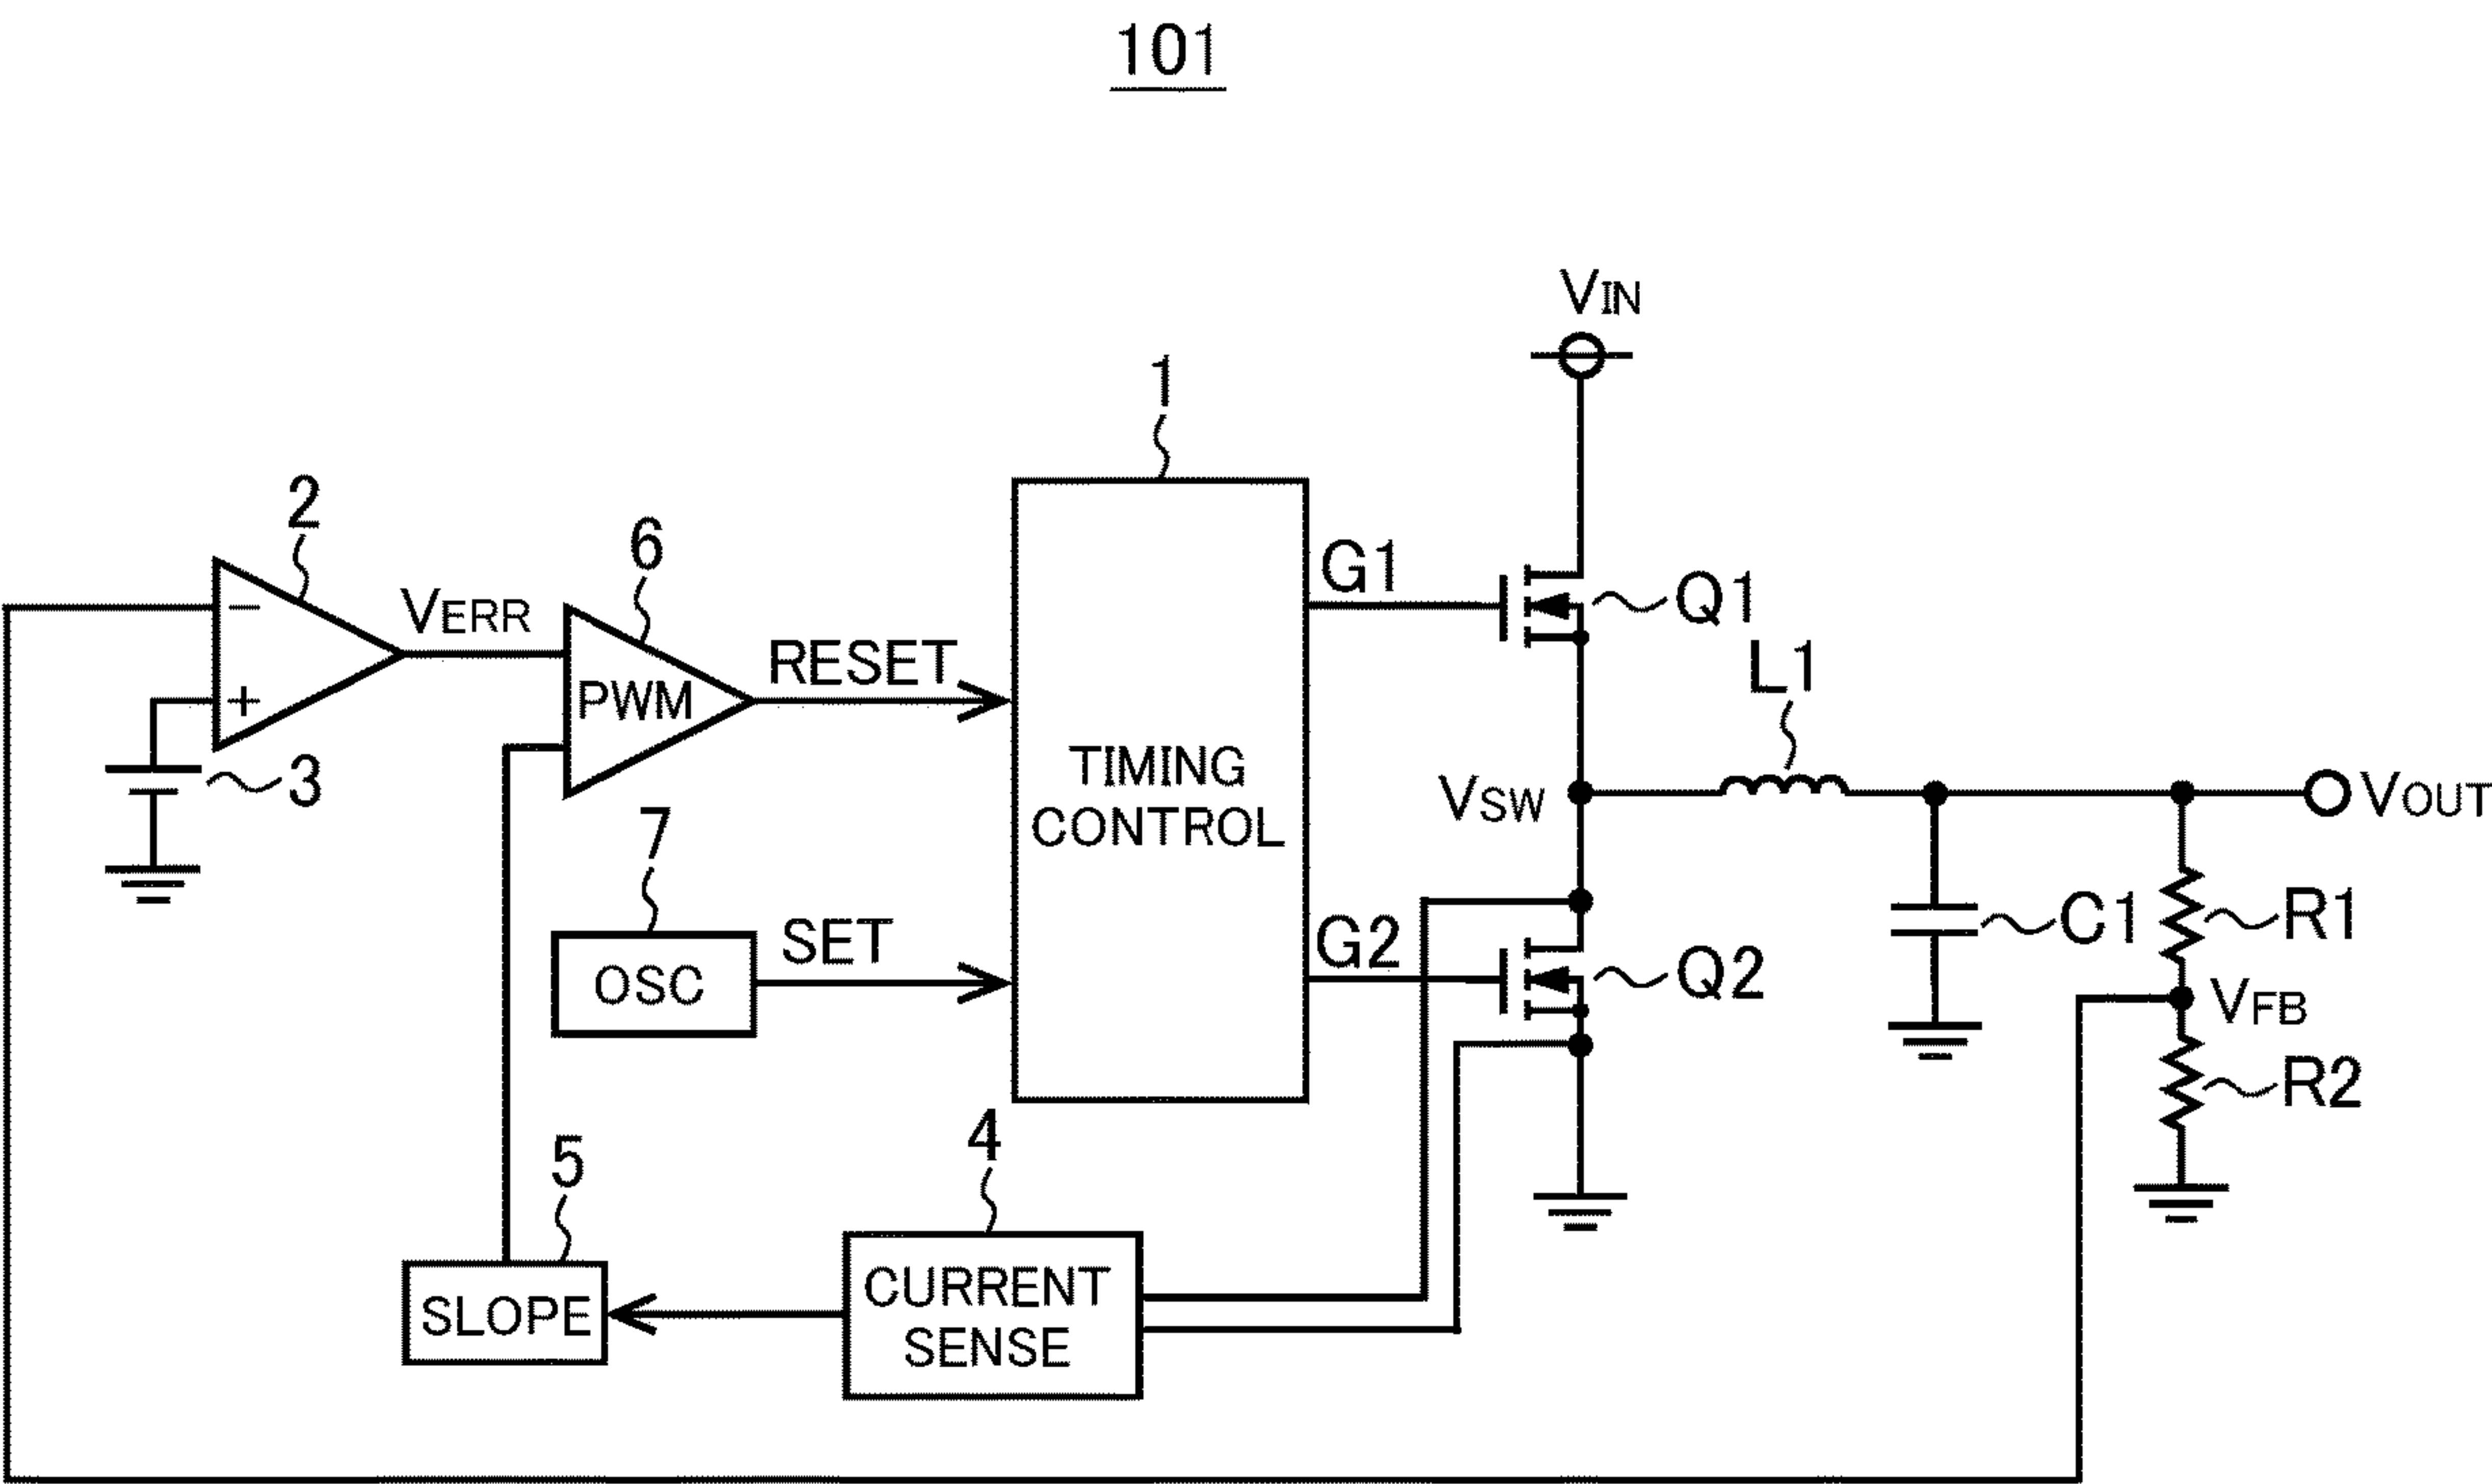 101
VIN
1
2
6
VERR
G1
Q1
RESET
L1
PWM
−
+
3
TIMING
CONTROL
VSW
VOUT
7
SET
OSC
G2
Q2
C1
R1
VFB
R2
4
5
CURRENT
SENSE
SLOPE